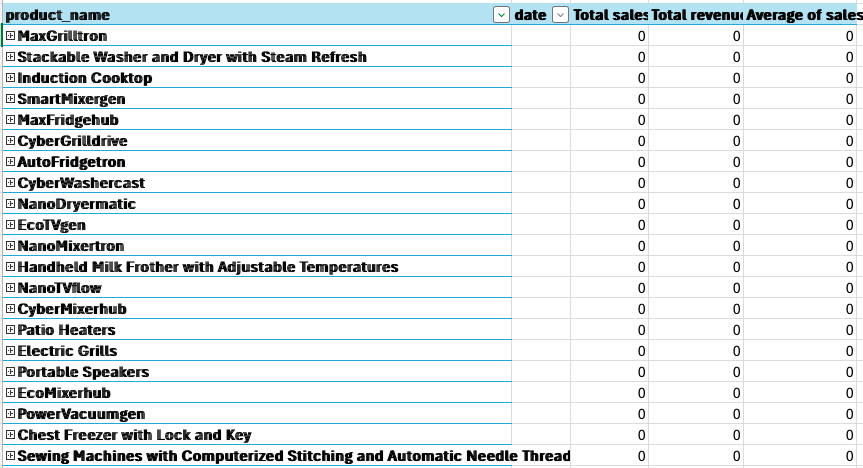 product_name date Total sales Total revenu Average of sales
MaxGrilltron 0 0 0
Stackable Washer and Dryer with Steam Refresh 0 0 0
Induction Cooktop 0 0 0
SmartMixergen 0 0 0
MaxFridgehub 0 0 0
CyberGrilldrive 0 0 0
AutoFridgetron 0 0 0
CyberWashercast 0 0 0
NanoDryermatic 0 0 0
EcoTVgen 0 0 0
NanoMixertron 0 0 0
Handheld Milk Frother with Adjustable Temperatures 0 0 0
NanoTVflow 0 0 0
CyberMixerhub 0 0 0
Patio Heaters 0 0 0
Electric Grills 0 0 0
Portable Speakers 0 0 0
EcoMixerhub 0 0 0
PowerVacuumgen 0 0 0
Chest Freezer with Lock and Key 0 0 0
Sewing Machines with Computerized Stitching and Automatic Needle Thread 0 0 0